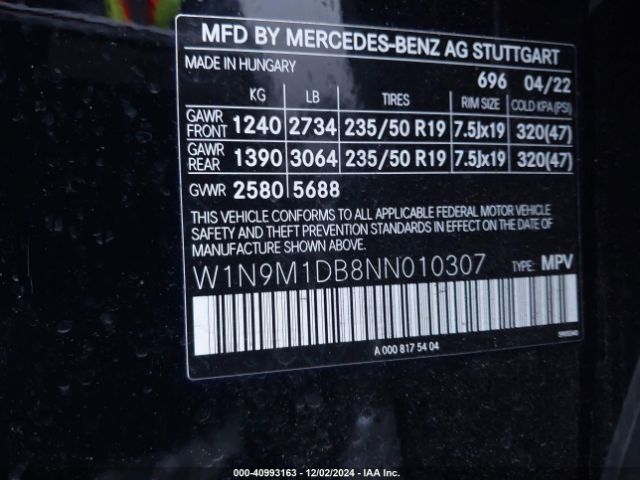 MFD BY MERCEDES-BENZ AG STUTTGART
MADE IN HUNGARY
696 04/22
KG LB TIRES RIM SIZE COLD KPA (PSI)
GAWR FRONT 1240 2734 235/50 R19 7.5Jx19 320(47)
GAWR REAR 1390 3064 235/50 R19 7.5Jx19 320(47)
GVWR 2580 5688
THIS VEHICLE CONFORMS TO ALL APPLICABLE FEDERAL MOTOR VEHICLE
SAFETY AND THEFT PREVENTION STANDARDS IN EFFECT ON THE DATE OF
MANUFACTURE SHOWN ABOVE.
W1N9M1DB8NN010307 TYPE: MPV
A 000 817 54 04
000-40993163 - 12/02/2024 - IAA Inc.